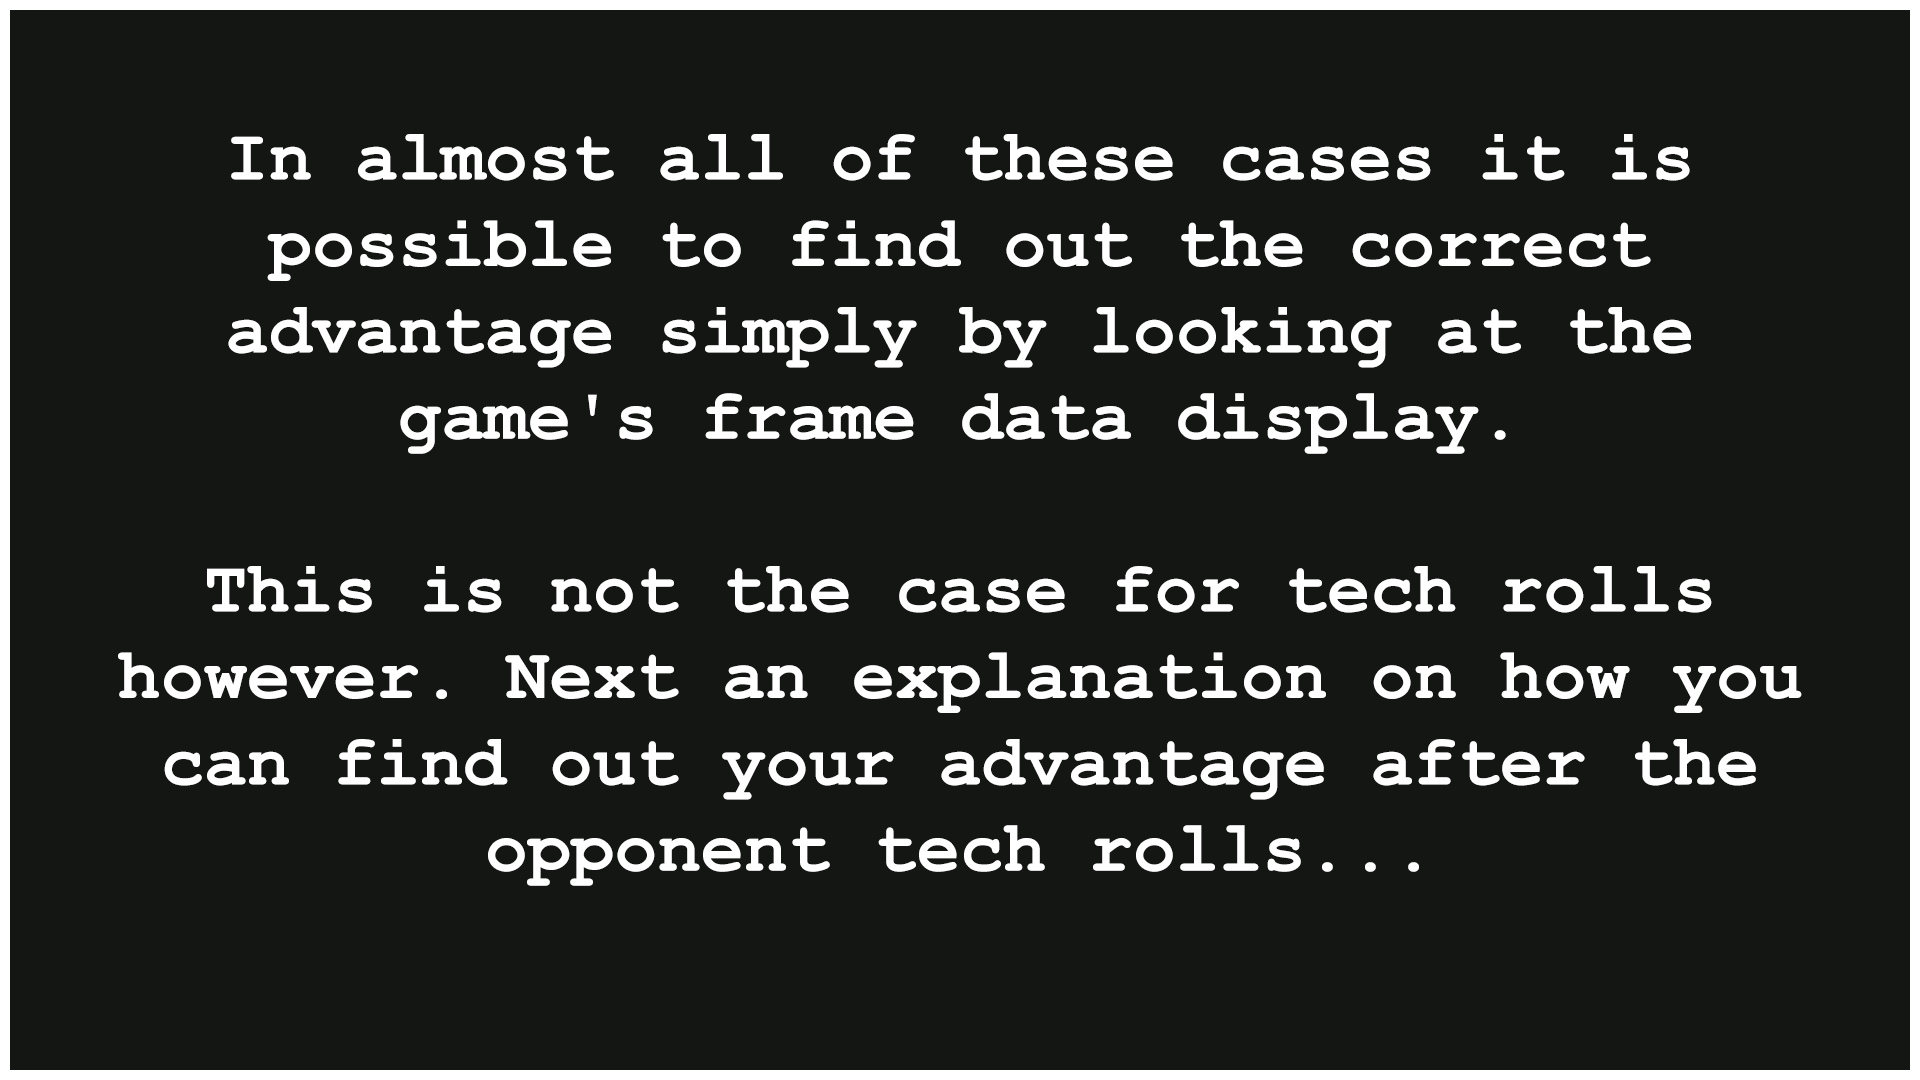 In almost all of these cases it is
possible to find out the correct
advantage simply by looking at the
game's frame data display.
This is not the case for tech rolls
however. Next an explanation on how you
can find out your advantage after the
opponent tech rolls...